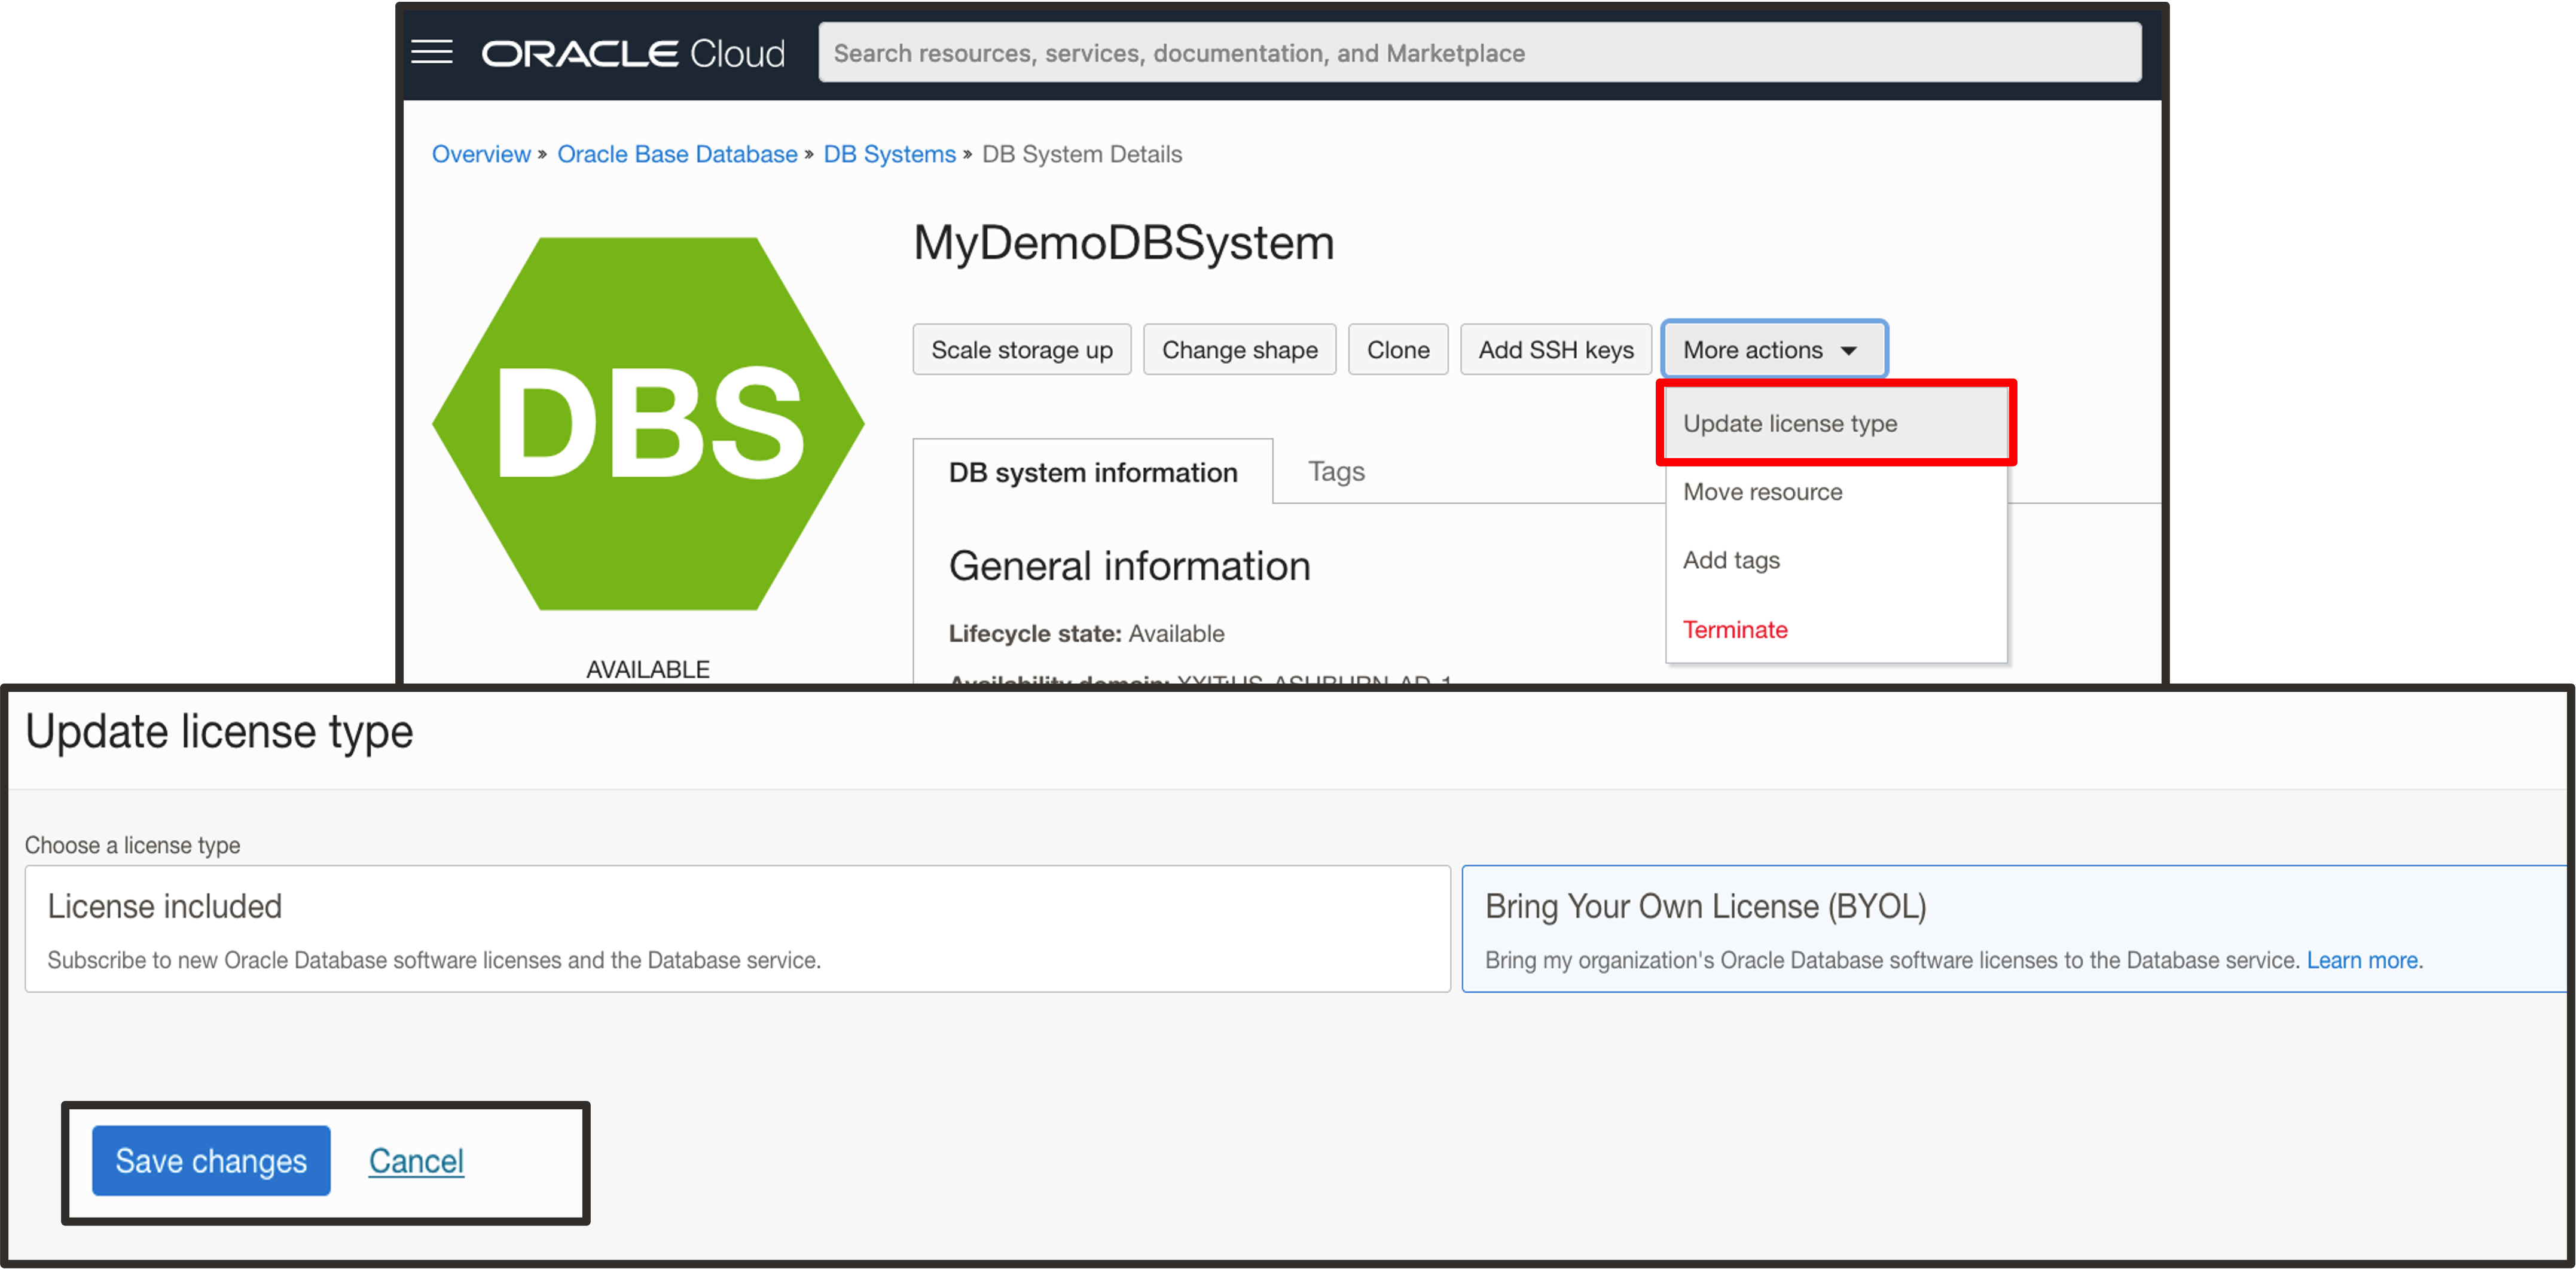 ORACLE Cloud
Search resources, services, documentation, and Marketplace
Overview » Oracle Base Database » DB Systems » DB System Details
DBS
AVAILABLE
MyDemoDBSystem
Scale storage up Change shape Clone Add SSH keys More actions
Update license type
Move resource
Add tags
Terminate
DB system information Tags
General information
Lifecycle state: Available
Availability domain: XXIT:US-ASHBURN-AD-1
Update license type
Choose a license type
License included
Subscribe to new Oracle Database software licenses and the Database service.
Bring Your Own License (BYOL)
Bring my organization's Oracle Database software licenses to the Database service. Learn more.
Save changes Cancel